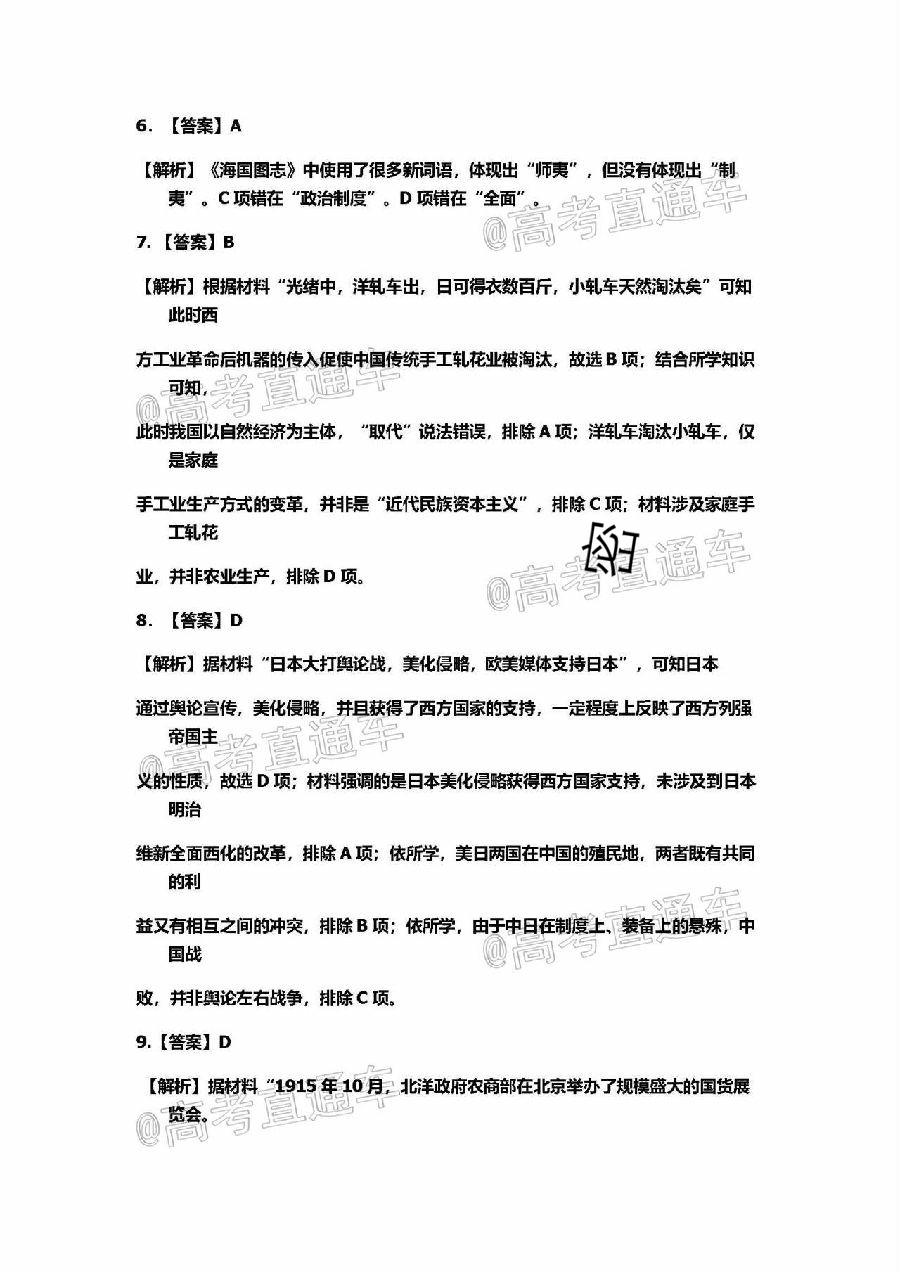 6. 【答案】A
【解析】《海国图志》中使用了很多新词语，体现出“师夷”，但没有体现出“制
夷”。C 项错在“政治制度”。D 项错在“全面”。
@高考直通车
7. 【答案】B
【解析】根据材料“光绪中，洋轧车出，日可得衣数百斤，小轧车天然淘汰矣”可知
此时西
方工业革命后机器的传入促使中国传统手工轧花业被淘汰，故选 B 项；结合所学知识
可知，
@高考直通车
此时我国以自然经济为主体，“取代”说法错误，排除 A 项；洋轧车淘汰小轧车，仅
是家庭
手工业生产方式的变革，并非是“近代民族资本主义”，排除 C 项；材料涉及家庭手
工轧花
业，并非农业生产，排除 D 项。
@高考直通车
8. 【答案】D
【解析】据材料“日本大打舆论战，美化侵略，欧美媒体支持日本”，可知日本
通过舆论宣传，美化侵略，并且获得了西方国家的支持，一定程度上反映了西方列强
帝国主
@高考直通车
义的性质，故选 D 项；材料强调的是日本美化侵略获得西方国家支持，未涉及到日本
明治
维新全面西化的改革，排除 A 项；依所学，美日两国在中国的殖民地，两者既有共同
的利
益又有相互之间的冲突，排除 B 项；依所学，由于中日在制度上、装备上的悬殊，中
国战
@高考直通车
败，并非舆论左右战争，排除 C 项。
9.【答案】D
【解析】据材料“1915 年 10 月，北洋政府农商部在北京举办了规模盛大的国货展
览会。
@高考直通车